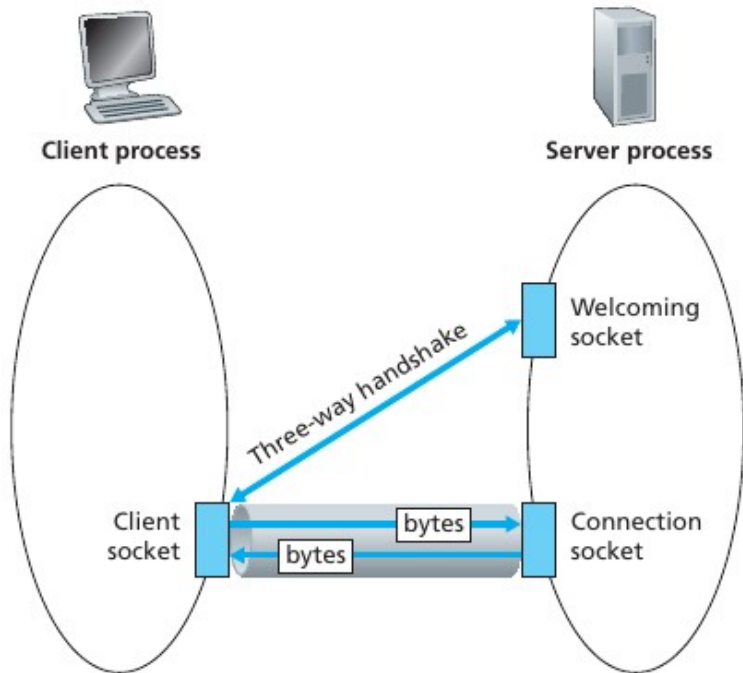 Client process
Server process
Welcoming
socket
Three-way handshake
Client
socket
bytes
bytes
Connection
socket